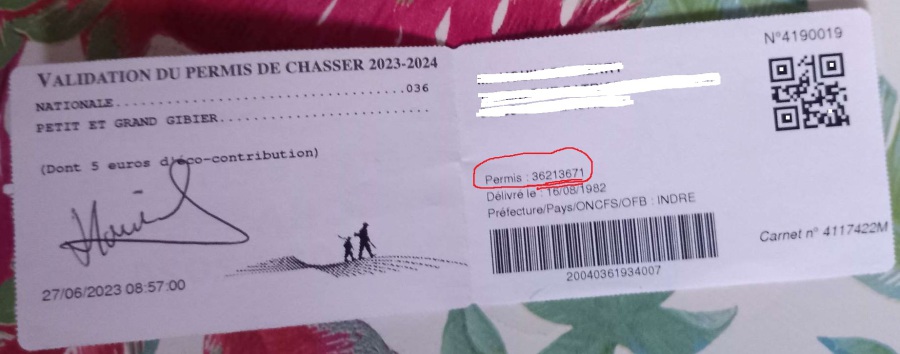 VALIDATION DU PERMIS DE CHASSER 2023-2024
NATIONALE.................................036
PETIT ET GRAND GIBIER........................
(Dont 5 euros d'éco-contribution)
27/06/2023 08:57:00
N°4190019
Permis : 36213671
Délivré le : 16/08/1982
Préfecture/Pays/ONCFS/OFB : INDRE
20040361934007
Carnet n° 4117422M